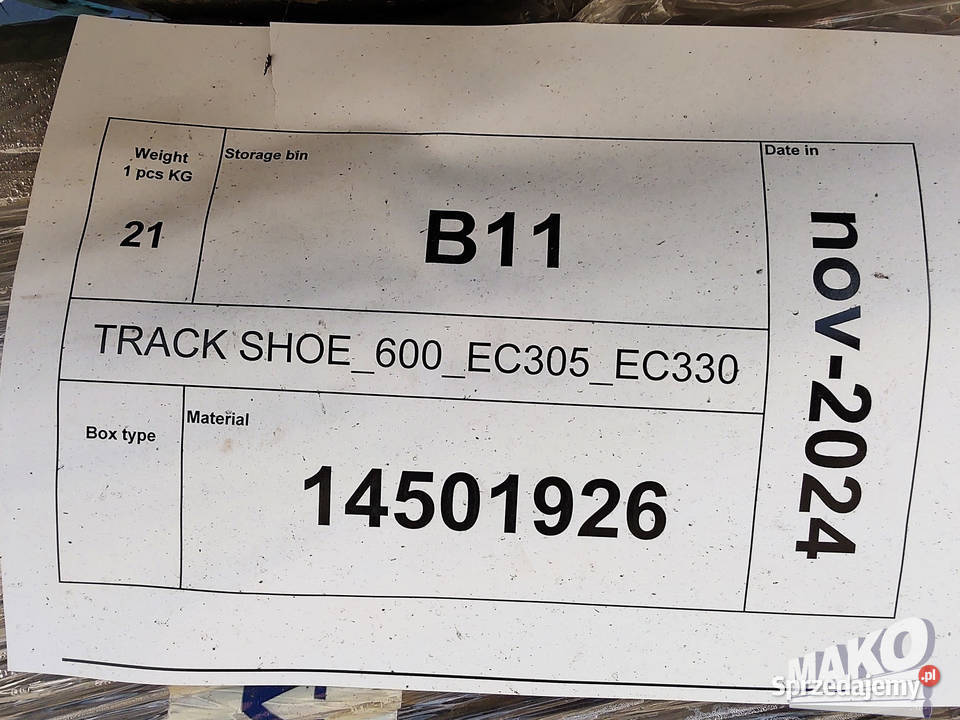 Weight
1 pcs KG
21
Storage bin
B11
Date in
nov-2024
TRACK SHOE_600_EC305_EC330
Box type
Material
14501926
MAKO
Sprzedajemy.pl